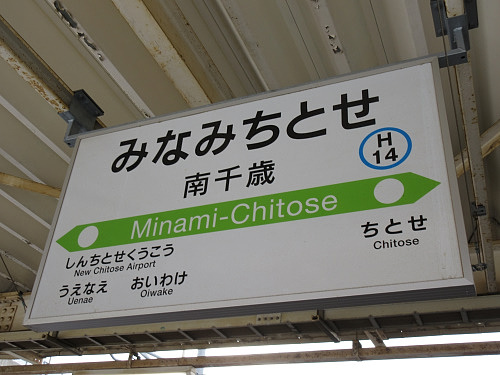 みなみちとせ
H
14
南千歳
Minami-Chitose
しんちとせくうこう
New Chitose Airport
ちとせ
Chitose
うえなえ おいわけ
Uenae Oiwake